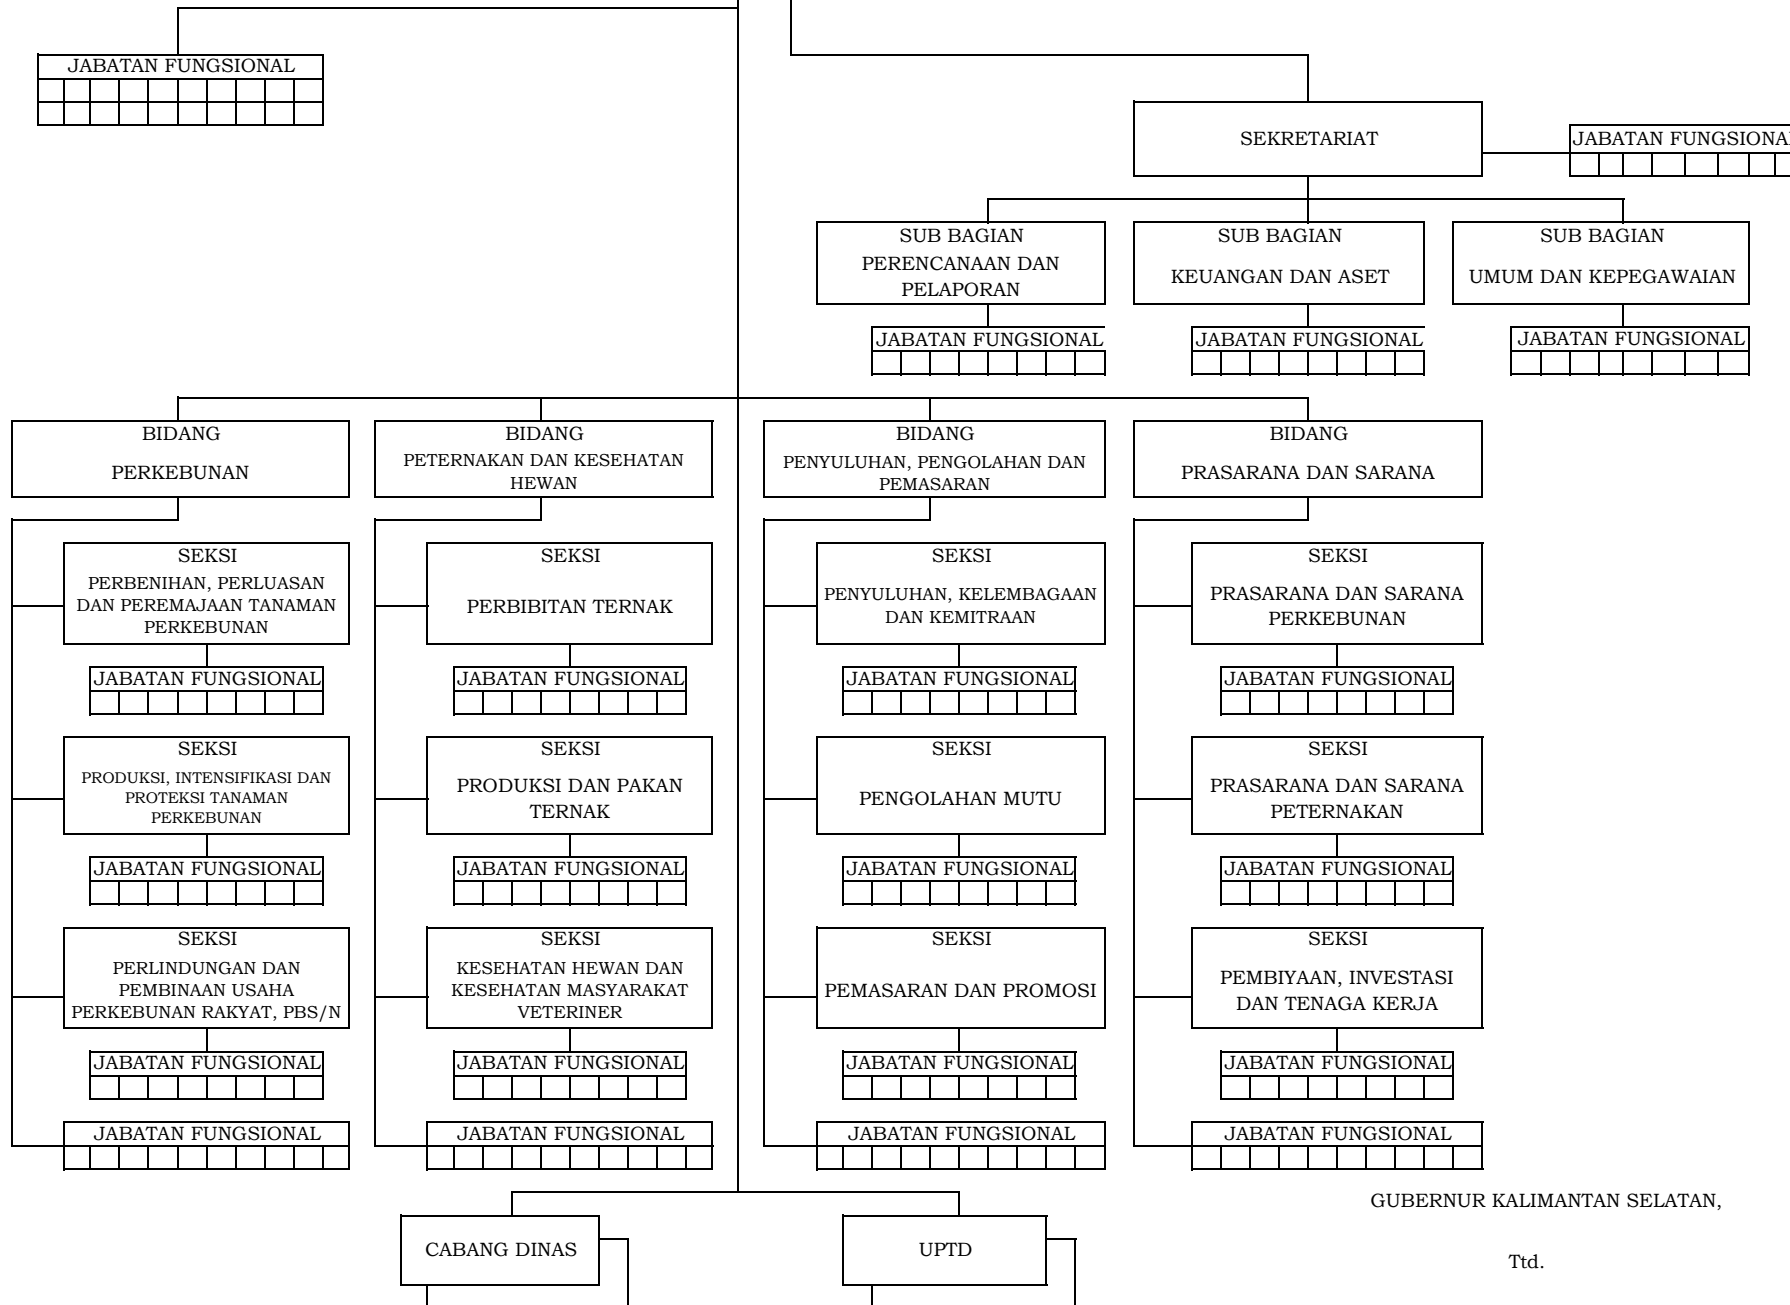 JABATAN FUNGSIONAL
SEKRETARIAT
JABATAN FUNGSIONAL
SUB BAGIAN
PERENCANAAN DAN
PELAPORAN
SUB BAGIAN
KEUANGAN DAN ASET
SUB BAGIAN
UMUM DAN KEPEGAWAIAN
JABATAN FUNGSIONAL
JABATAN FUNGSIONAL
JABATAN FUNGSIONAL
BIDANG
PERKEBUNAN
BIDANG
PETERNAKAN DAN KESEHATAN
HEWAN
BIDANG
PENYULUHAN, PENGOLAHAN DAN
PEMASARAN
BIDANG
PRASARANA DAN SARANA
SEKSI
PERBENIHAN, PERLUASAN
DAN PEREMAJAAN TANAMAN
PERKEBUNAN
SEKSI
PERBIBITAN TERNAK
SEKSI
PENYULUHAN, KELEMBAGAAN
DAN KEMITRAAN
SEKSI
PRASARANA DAN SARANA
PERKEBUNAN
JABATAN FUNGSIONAL
JABATAN FUNGSIONAL
JABATAN FUNGSIONAL
JABATAN FUNGSIONAL
SEKSI
PRODUKSI, INTENSIFIKASI DAN
PROTEKSI TANAMAN
PERKEBUNAN
SEKSI
PRODUKSI DAN PAKAN
TERNAK
SEKSI
PENGOLAHAN MUTU
SEKSI
PRASARANA DAN SARANA
PETERNAKAN
JABATAN FUNGSIONAL
JABATAN FUNGSIONAL
JABATAN FUNGSIONAL
JABATAN FUNGSIONAL
SEKSI
PERLINDUNGAN DAN
PEMBINAAN USAHA
PERKEBUNAN RAKYAT, PBS/N
SEKSI
KESEHATAN HEWAN DAN
KESEHATAN MASYARAKAT
VETERINER
SEKSI
PEMASARAN DAN PROMOSI
SEKSI
PEMBIYAAN, INVESTASI
DAN TENAGA KERJA
JABATAN FUNGSIONAL
JABATAN FUNGSIONAL
JABATAN FUNGSIONAL
JABATAN FUNGSIONAL
JABATAN FUNGSIONAL
JABATAN FUNGSIONAL
JABATAN FUNGSIONAL
JABATAN FUNGSIONAL
GUBERNUR KALIMANTAN SELATAN,
CABANG DINAS
UPTD
Ttd.